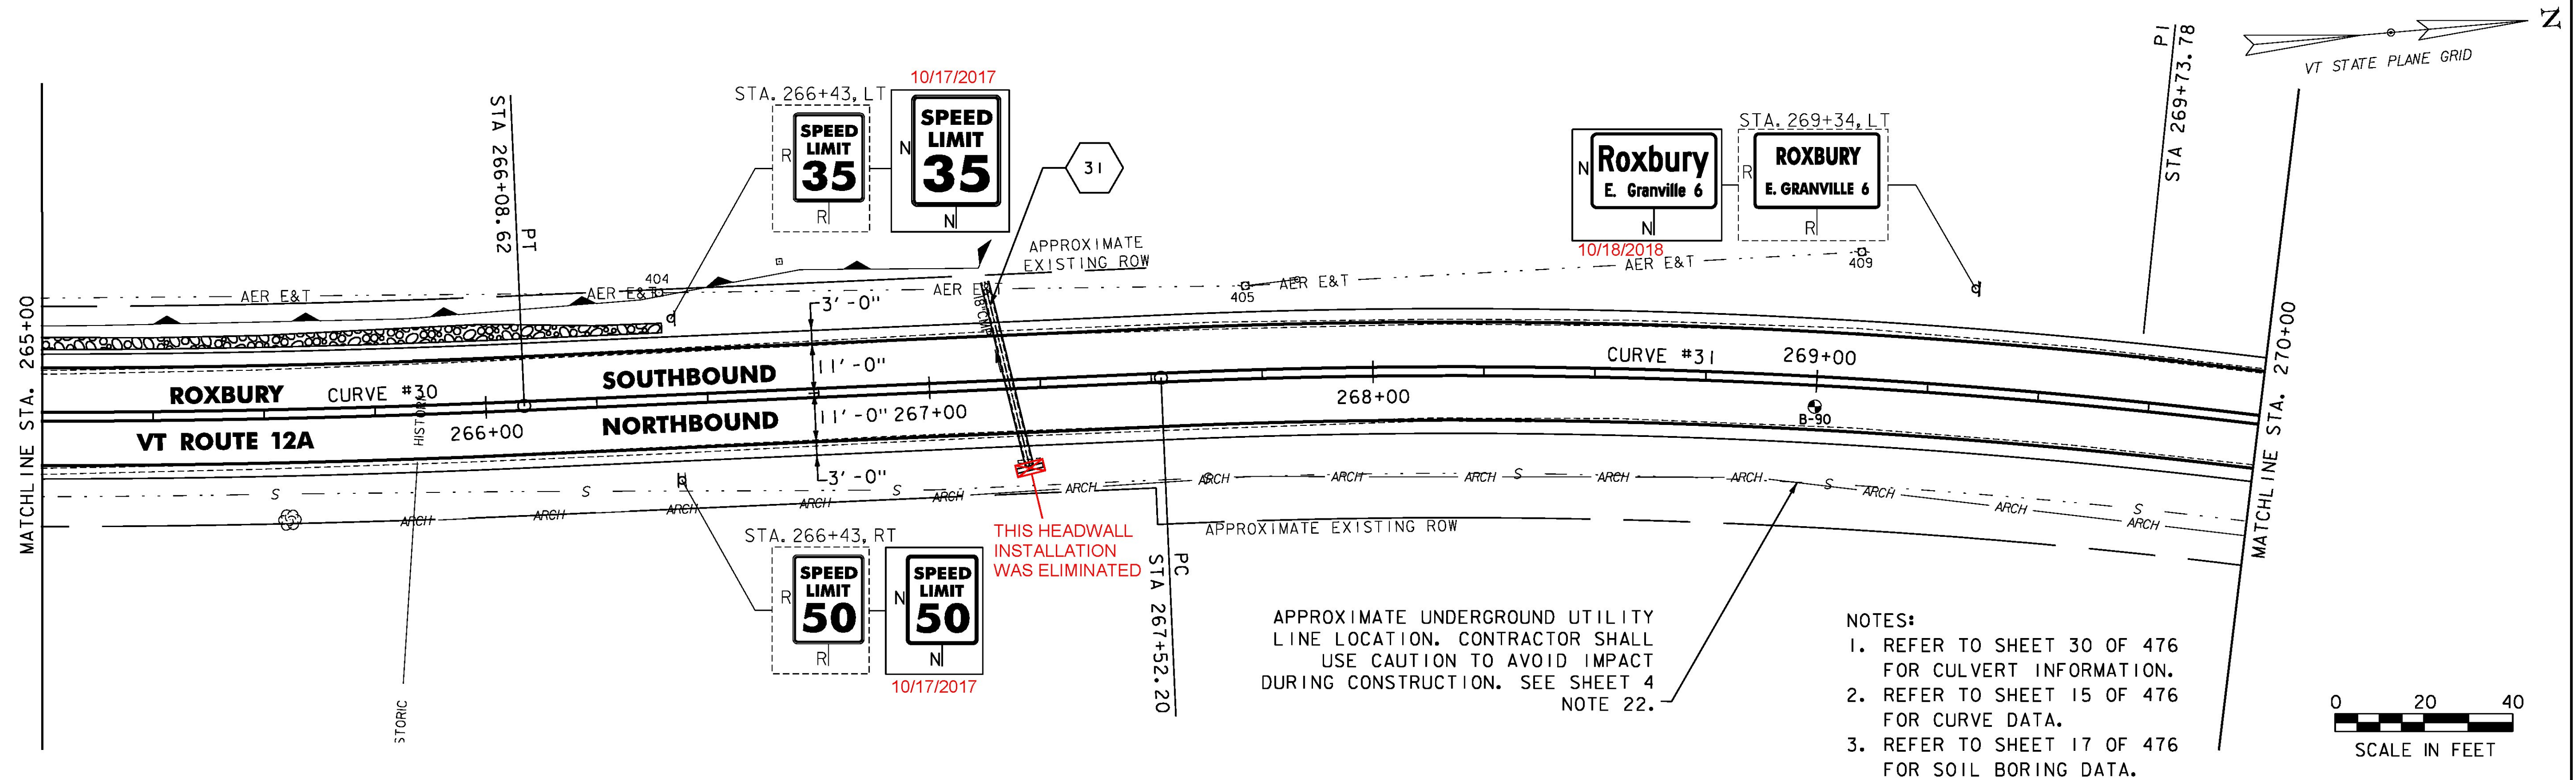 Z
VT STATE PLANE GRID
PI
STA 269+73.78
10/17/2017
STA. 266+43, LT
SPEED
LIMIT
35
R
R
SPEED
LIMIT
35
N
N
31
10/18/2018
STA. 269+34, LT
Roxbury
E. Granville 6
N
N
ROXBURY
E. GRANVILLE 6
R
R
STA 266+08.62
PT
APPROXIMATE
EXISTING ROW
404
405
409
AER E&T
AER E&T
AER E&T
AER E&T
AER E&T
18"CMP
3'-0"
11'-0"
11'-0"
3'-0"
MATCHLINE STA. 265+00
MATCHLINE STA. 270+00
ROXBURY
CURVE #30
SOUTHBOUND
CURVE #31
269+00
VT ROUTE 12A
266+00
NORTHBOUND
267+00
268+00
B-90
HISTORIC
STORIC
S
S
S
S
S
S
ARCH
ARCH
ARCH
ARCH
ARCH
ARCH
ARCH
ARCH
ARCH
ARCH
ARCH
ARCH
ARCH
APPROXIMATE EXISTING ROW
THIS HEADWALL
INSTALLATION
WAS ELIMINATED
STA. 266+43, RT
SPEED
LIMIT
50
R
R
SPEED
LIMIT
50
N
N
10/17/2017
PC
STA 267+52.20
APPROXIMATE UNDERGROUND UTILITY
LINE LOCATION. CONTRACTOR SHALL
USE CAUTION TO AVOID IMPACT
DURING CONSTRUCTION. SEE SHEET 4
NOTE 22.
NOTES:
1. REFER TO SHEET 30 OF 476
FOR CULVERT INFORMATION.
2. REFER TO SHEET 15 OF 476
FOR CURVE DATA.
3. REFER TO SHEET 17 OF 476
FOR SOIL BORING DATA.
0 20 40
SCALE IN FEET